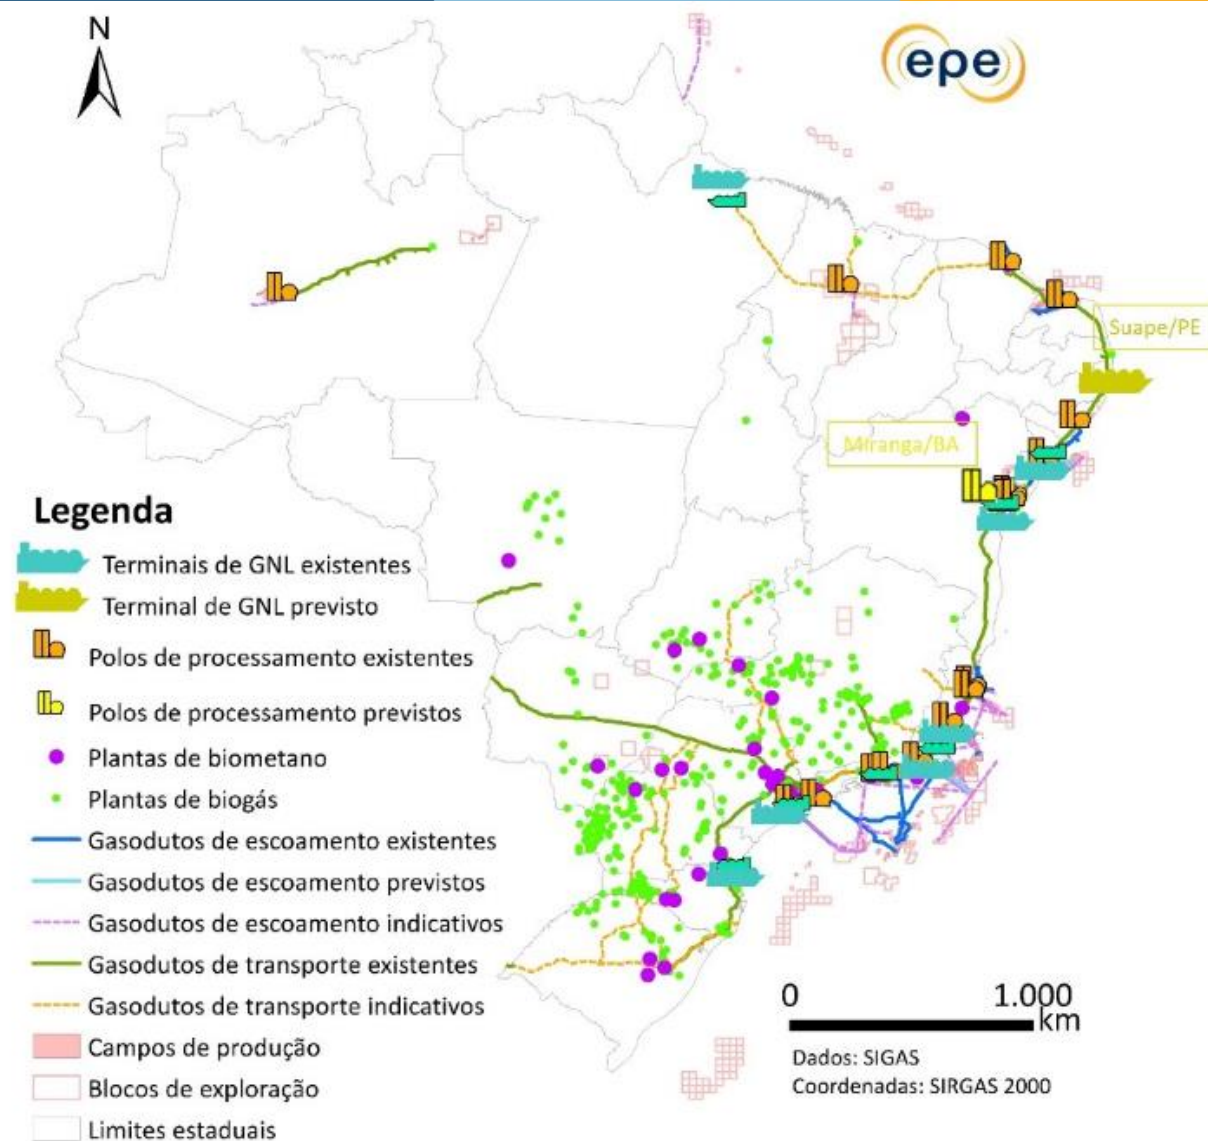 N
epe
Suape/PE
Miranga/BA
Legenda
Terminais de GNL existentes
Terminal de GNL previsto
Polos de processamento existentes
Polos de processamento previstos
Plantas de biometano
Plantas de biogás
Gasodutos de escoamento existentes
Gasodutos de escoamento previstos
Gasodutos de escoamento indicativos
Gasodutos de transporte existentes
Gasodutos de transporte indicativos
Campos de produção
Blocos de exploração
Limites estaduais
0 1.000
km
Dados: SIGAS
Coordenadas: SIRGAS 2000